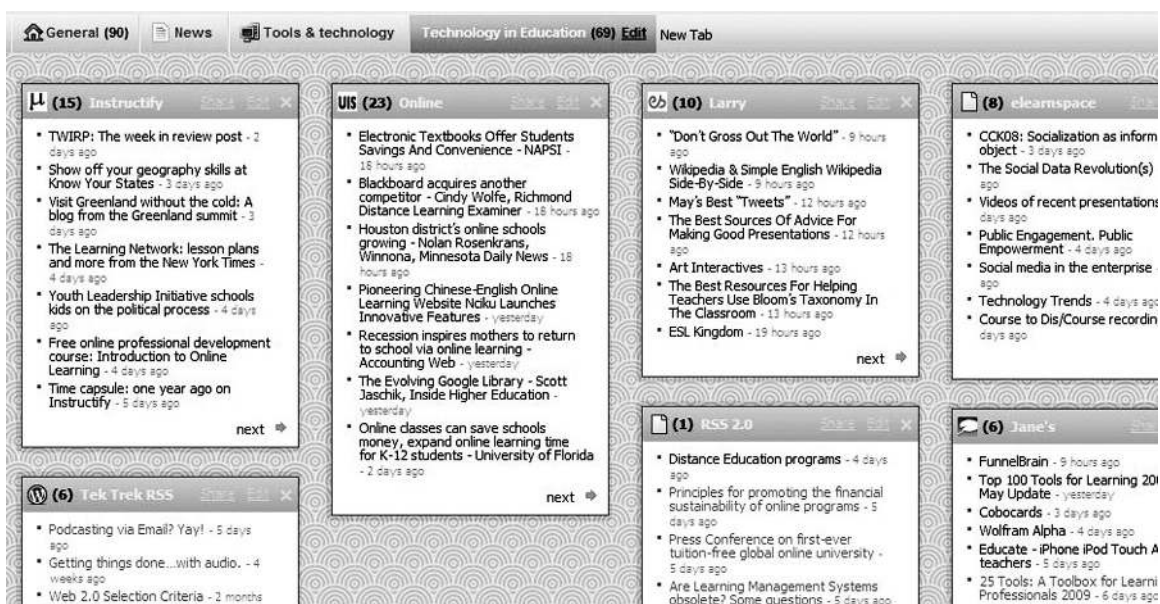 General (90) News Tools & technology Technology in Education (69) Edit New Tab
µ (15) Instructify Share Edit ×
TWIRP: The week in review post - 2
days ago
Show off your geography skills at
Know Your States - 3 days ago
Visit Greenland without the cold: A
blog from the Greenland summit - 3
days ago
The Learning Network: lesson plans
and more from the New York Times -
4 days ago
Youth Leadership Initiative schools
kids on the political process - 4 days
ago
Free online professional development
course: Introduction to Online
Learning - 4 days ago
Time capsule: one year ago on
Instructify - 5 days ago
next
(6) Tek Trek RSS Share Edit ×
Podcasting via Email? Yay! - 5 days
ago
Getting things done...with audio. - 4
weeks ago
Web 2.0 Selection Criteria - 2 months
UIS (23) Online Share Edit ×
Electronic Textbooks Offer Students
Savings And Convenience - NAPSI -
18 hours ago
Blackboard acquires another
competitor - Cindy Wolfe, Richmond
Distance Learning Examiner - 18 hours ago
Houston district's online schools
growing - Nolan Rosenkrans,
Winnona, Minnesota Daily News - 18
hours ago
Pioneering Chinese-English Online
Learning Website Nciku Launches
Innovative Features - yesterday
Recession inspires mothers to return
to school via online learning -
Accounting Web - yesterday
The Evolving Google Library - Scott
Jaschik, Inside Higher Education -
yesterday
Online classes can save schools
money, expand online learning time
for K-12 students - University of Florida
- 2 days ago
next
(10) Larry Share Edit ×
"Don't Gross Out The World" - 9 hours
ago
Wikipedia & Simple English Wikipedia
Side-By-Side - 9 hours ago
May's Best "Tweets" - 12 hours ago
The Best Sources Of Advice For
Making Good Presentations - 12 hours
ago
Art Interactives - 13 hours ago
The Best Resources For Helping
Teachers Use Bloom's Taxonomy In
The Classroom - 13 hours ago
ESL Kingdom - 19 hours ago
next
(1) RSS 2.0 Share Edit ×
Distance Education programs - 4 days
ago
Principles for promoting the financial
sustainability of online programs - 5
days ago
Press Conference on first-ever
tuition-free global online university -
5 days ago
Are Learning Management Systems
obsolete? Some questions - 5 days ago
(8) elearnspace
CCK08: Socialization as inform
object - 3 days ago
The Social Data Revolution(s)
ago
Videos of recent presentations
days ago
Public Engagement. Public
Empowerment - 4 days ago
Social media in the enterprise -
ago
Technology Trends - 4 days ago
Course to Dis/Course recordin
days ago
(6) Jane's
FunnelBrain - 9 hours ago
Top 100 Tools for Learning 200
May Update - yesterday
Cobocards - 3 days ago
Wolfram Alpha - 4 days ago
Educate - iPhone iPod Touch A
teachers - 5 days ago
25 Tools: A Toolbox for Learni
Professionals 2009 - 6 days ago